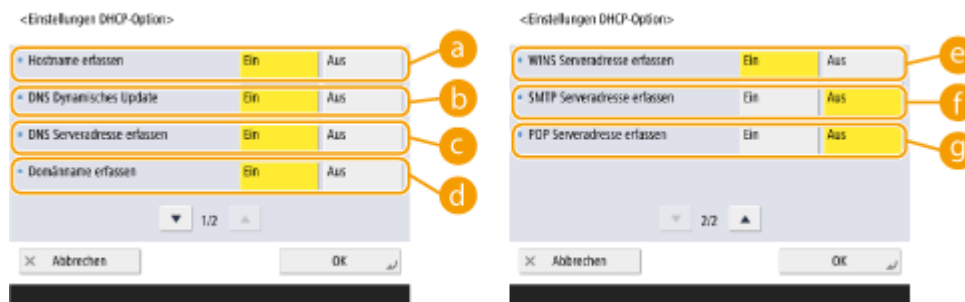 <Einstellungen DHCP-Option>
Hostname erfassen Ein Aus a
DNS Dynamisches Update Ein Aus b
DNS Serveradresse erfassen Ein Aus c
Domänname erfassen Ein Aus d
1/2
Abbrechen OK
<Einstellungen DHCP-Option>
WINS Serveradresse erfassen Ein Aus e
SMTP Serveradresse erfassen Ein Aus f
POP Serveradresse erfassen Ein Aus g
2/2
Abbrechen OK